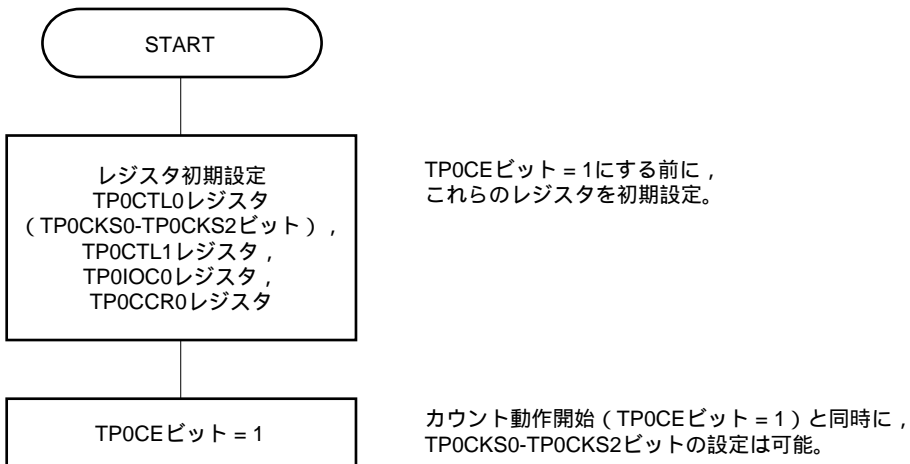 START
レジスタ初期設定
TP0CTL0レジスタ
（TP0CKS0-TP0CKS2ビット），
TP0CTL1レジスタ，
TP0IOC0レジスタ，
TP0CCR0レジスタ
TP0CEビット = 1にする前に，
これらのレジスタを初期設定。
TP0CEビット = 1
カウント動作開始（TP0CEビット = 1）と同時に，
TP0CKS0-TP0CKS2ビットの設定は可能。